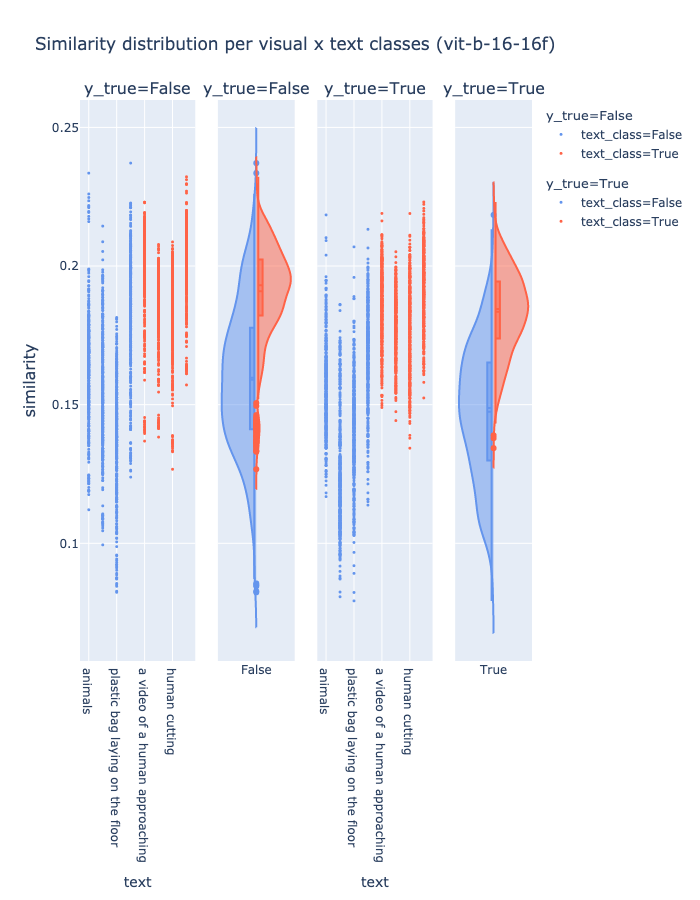 Similarity distribution per visual x text classes (vit-b-16-16f)
y_true=False
y_true=False
y_true=True
y_true=True
y_true=False
text_class=False
text_class=True
y_true=True
text_class=False
text_class=True
similarity
0.25
0.2
0.15
0.1
animals
plastic bag laying on the floor
a video of a human approaching
human cutting
False
animals
plastic bag laying on the floor
a video of a human approaching
human cutting
True
text
text